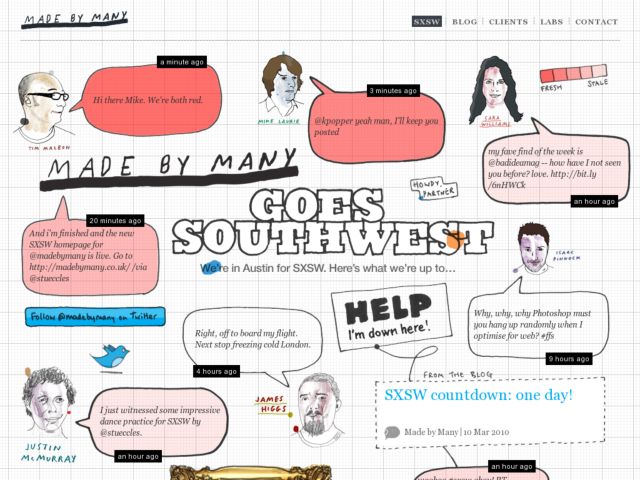 MADE BY MANY
SXSW
BLOG
CLIENTS
LABS
CONTACT
a minute ago
Hi there Mike. We're both red.
TIM MALBON
MIKE LAURIE
3 minutes ago
@kpopper yeah man, I'll keep you
posted
SARA
WILLIAMS
FRESH
STALE
my fave find of the week is
@badideamag -- how have I not seen
you before? love. http://bit.ly
/6nHWCk
an hour ago
MADE BY MANY
HOWDY,
PARTNER
GOES
SOUTHWEST
We're in Austin for SXSW. Here's what we're up to...
20 minutes ago
And i'm finished and the new
SXSW homepage for
@madebymany is live. Go to
http://madebymany.co.uk/ /via
@stueccles
ISAAC
PINNOCK
Why, why, why Photoshop must
you hang up randomly when I
optimise for web? #ffs
9 hours ago
Follow @madebymany on Twitter
Right, off to board my flight.
Next stop freezing cold London.
4 hours ago
HELP
I'm down here!
FROM THE BLOG
SXSW countdown: one day!
Made by Many | 10 Mar 2010
JAMES
HIGGS
I just witnessed some impressive
dance practice for SXSW by
@stueccles.
an hour ago
JUSTIN
McMURRAY
an hour ago